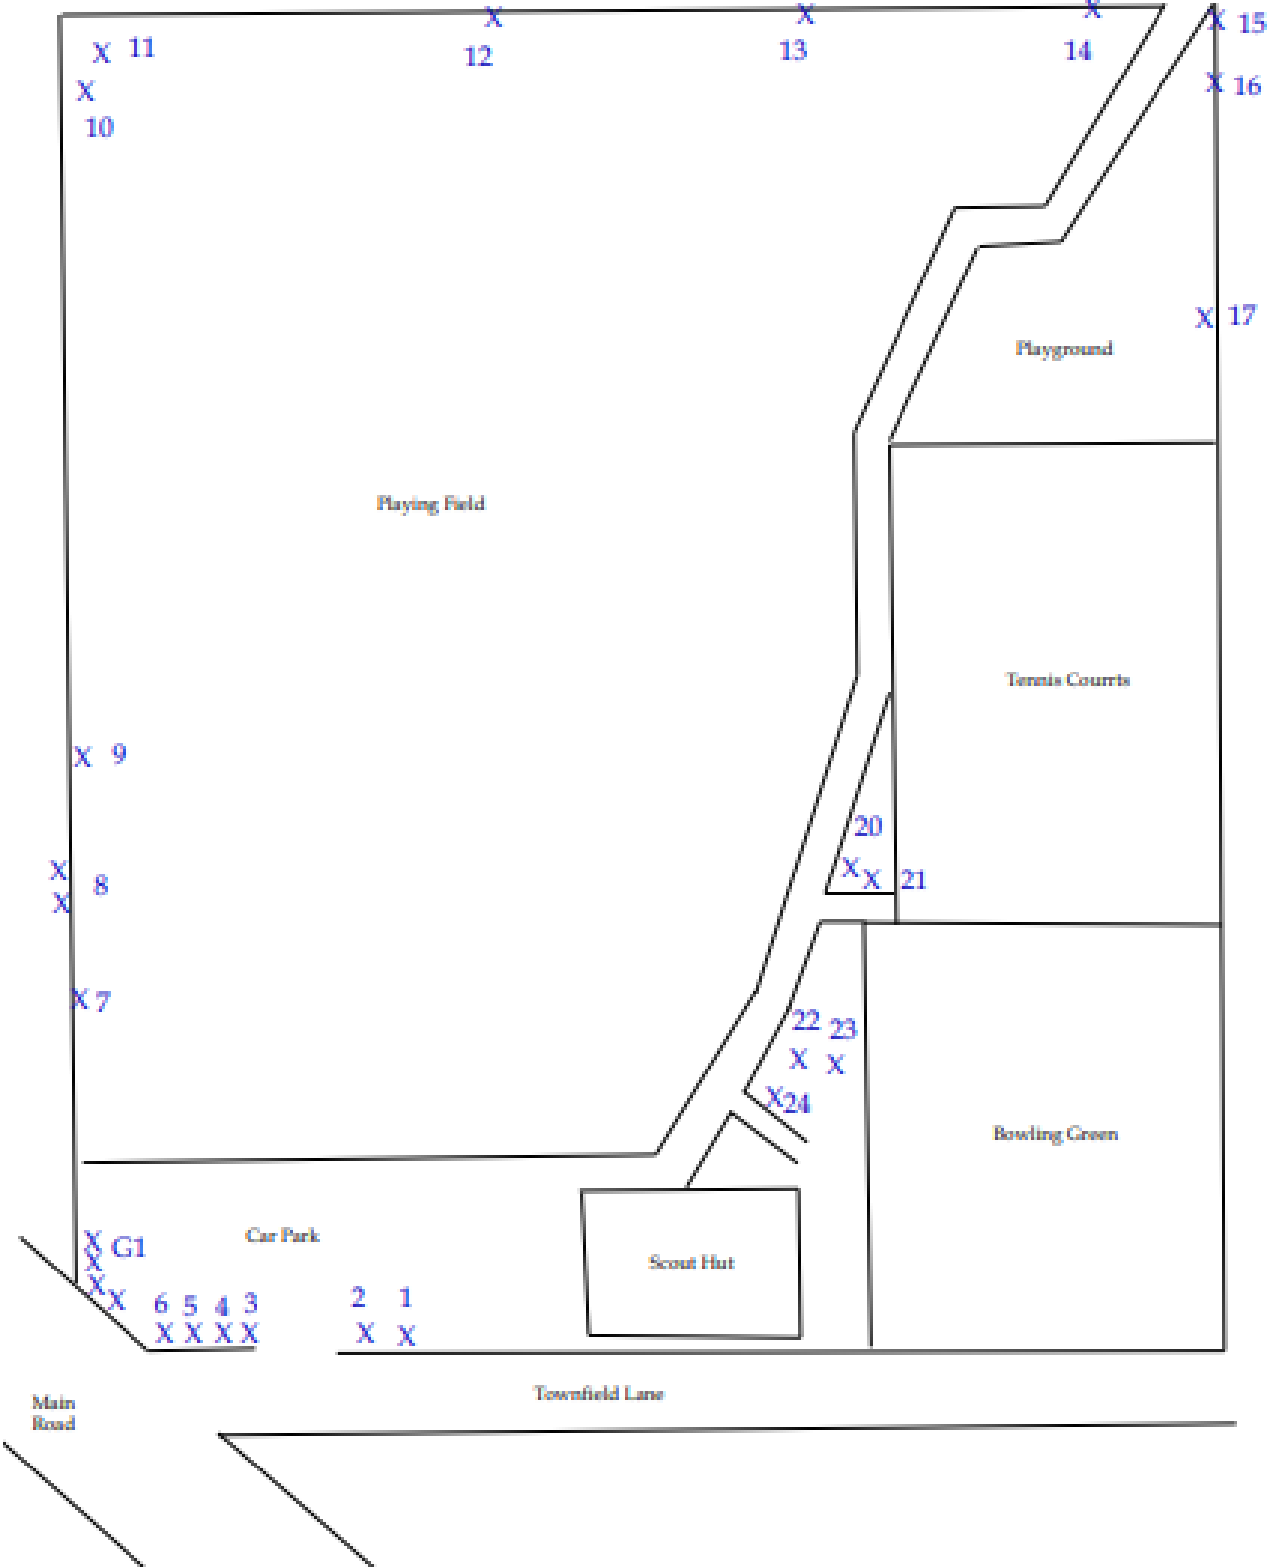 X 11
X
10
X
12
X
13
X
14
X 15
X 16
X 17
Playground
Playing Field
Tennis Courrts
X 9
20
X
X 21
X
8
X
X 7
22 23
X X
X 24
Bowling Green
X
G1
X
X
X
Car Park
Scout Hut
6 5 4 3
X X X X
2 1
X X
Townfield Lane
Main
Road